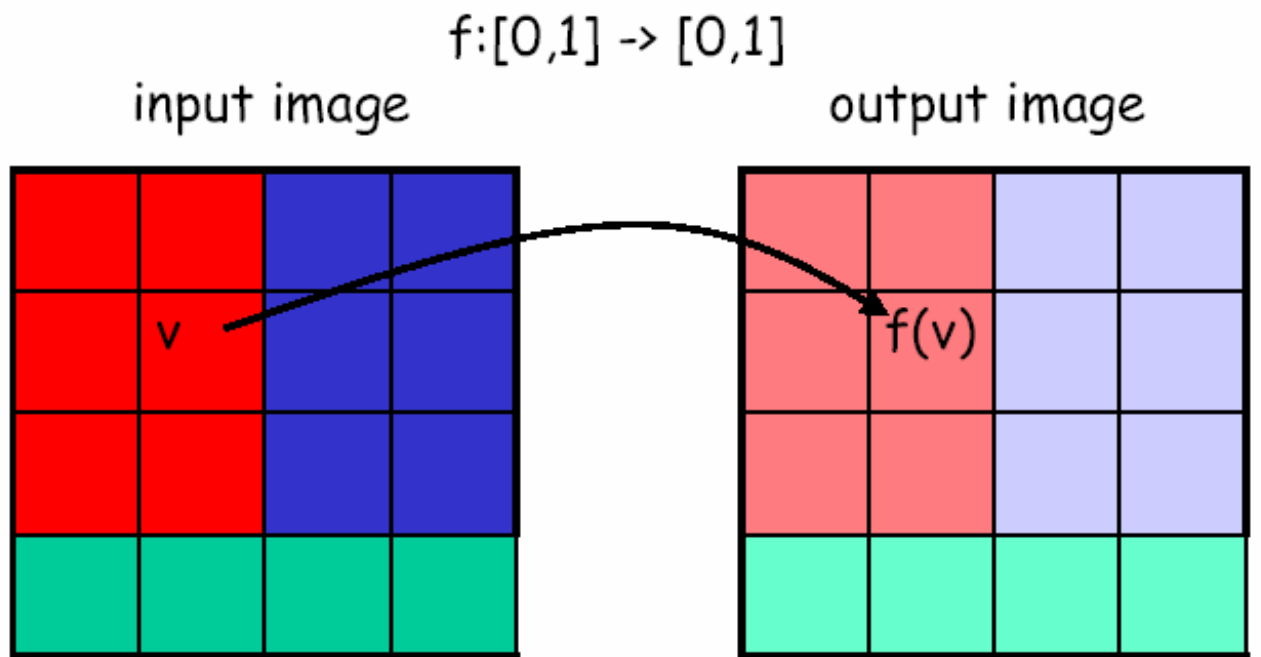 f:[0,1] -> [0,1]
input image
output image
v
f(v)